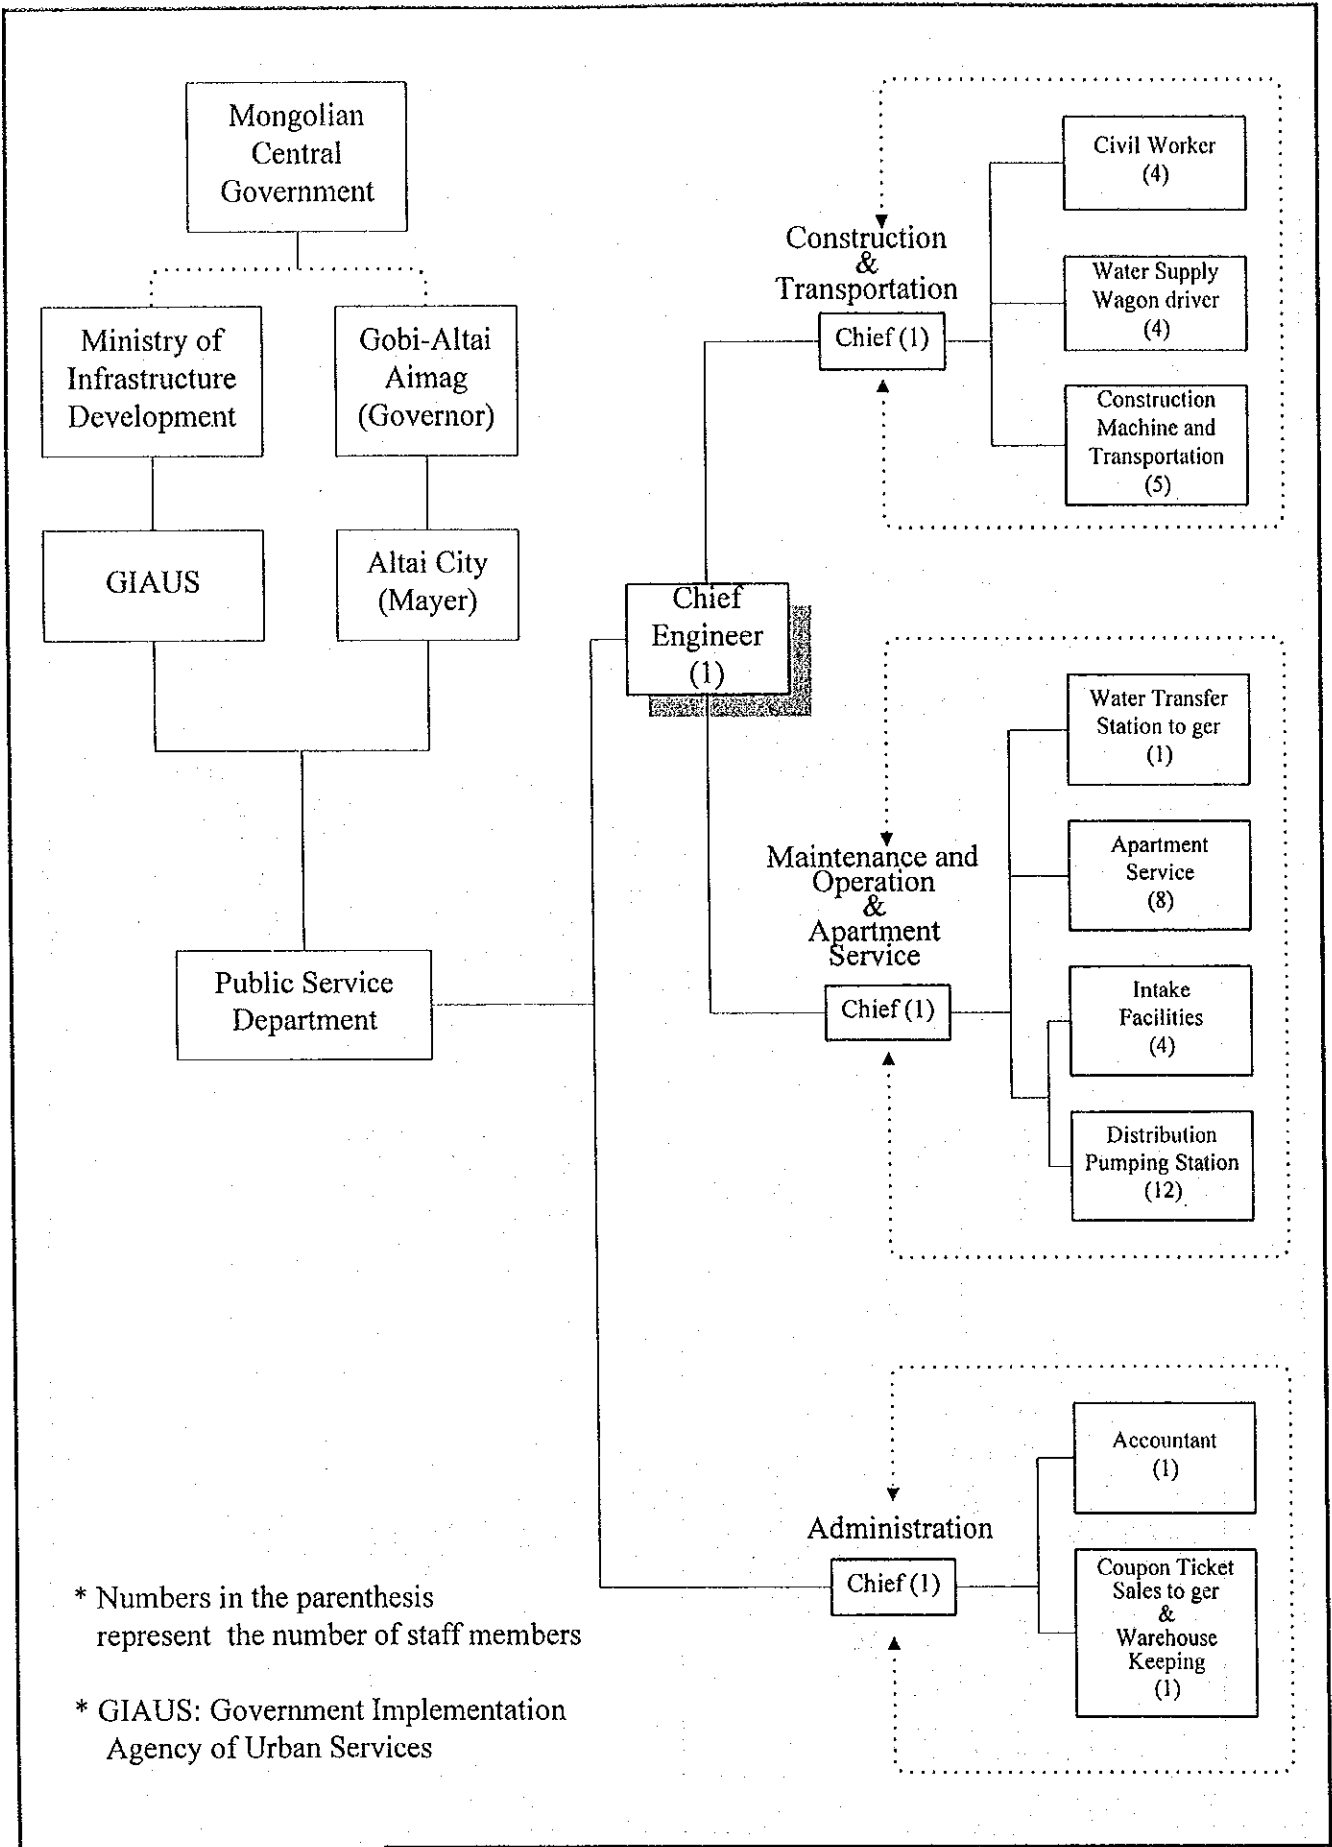 Mongolian
Central
Government
Ministry of
Infrastructure
Development
Gobi-Altai
Aimag
(Governor)
GIAUS
Altai City
(Mayer)
Public Service
Department
Chief
Engineer
(1)
Construction
&
Transportation
Chief (1)
Civil Worker
(4)
Water Supply
Wagon driver
(4)
Construction
Machine and
Transportation
(5)
Maintenance and
Operation
&
Apartment
Service
Chief (1)
Water Transfer
Station to ger
(1)
Apartment
Service
(8)
Intake
Facilities
(4)
Distribution
Pumping Station
(12)
Administration
Chief (1)
Accountant
(1)
Coupon Ticket
Sales to ger
&
Warehouse
Keeping
(1)
* Numbers in the parenthesis
represent the number of staff members
* GIAUS: Government Implementation
Agency of Urban Services